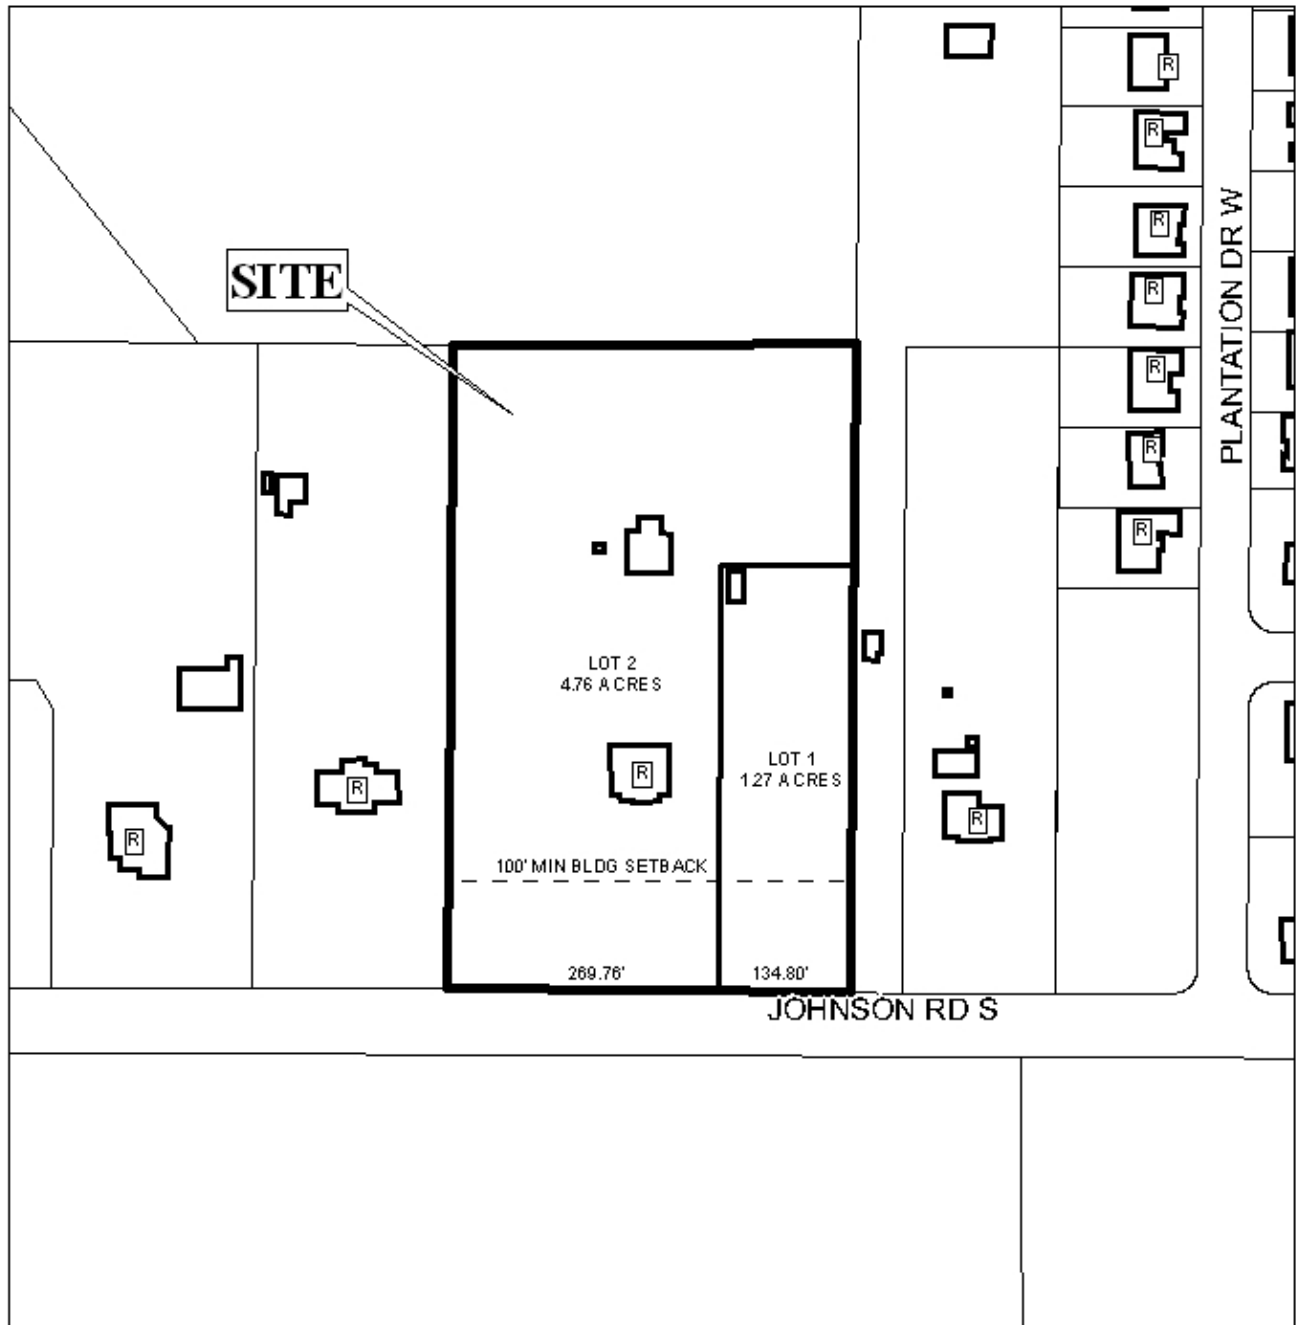 R
R
R
PLANTATION DR W
SITE
R
R
R
R
LOT 2
4.76 ACRES
LOT 1
1.27 ACRES
R
R
R
R
R
100' MIN BLDG SETBACK
269.76'
134.80'
JOHNSON RD S